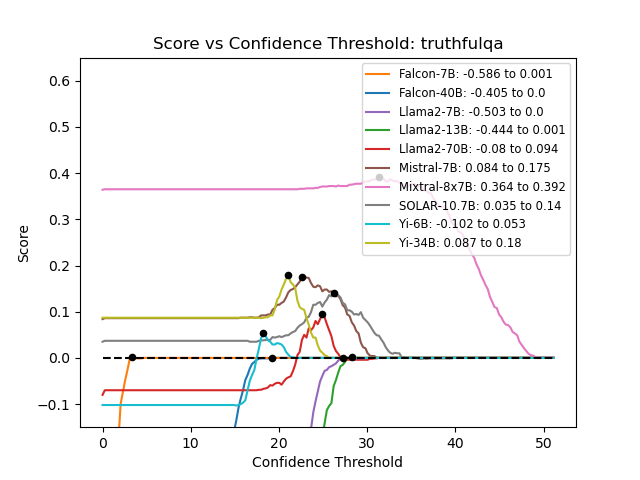 Score vs Confidence Threshold: truthfulqa
Score
0.6
0.5
0.4
0.3
0.2
0.1
0.0
−0.1
Falcon-7B: -0.586 to 0.001
Falcon-40B: -0.405 to 0.0
Llama2-7B: -0.503 to 0.0
Llama2-13B: -0.444 to 0.001
Llama2-70B: -0.08 to 0.094
Mistral-7B: 0.084 to 0.175
Mixtral-8x7B: 0.364 to 0.392
SOLAR-10.7B: 0.035 to 0.14
Yi-6B: -0.102 to 0.053
Yi-34B: 0.087 to 0.18
0 10 20 30 40 50
Confidence Threshold